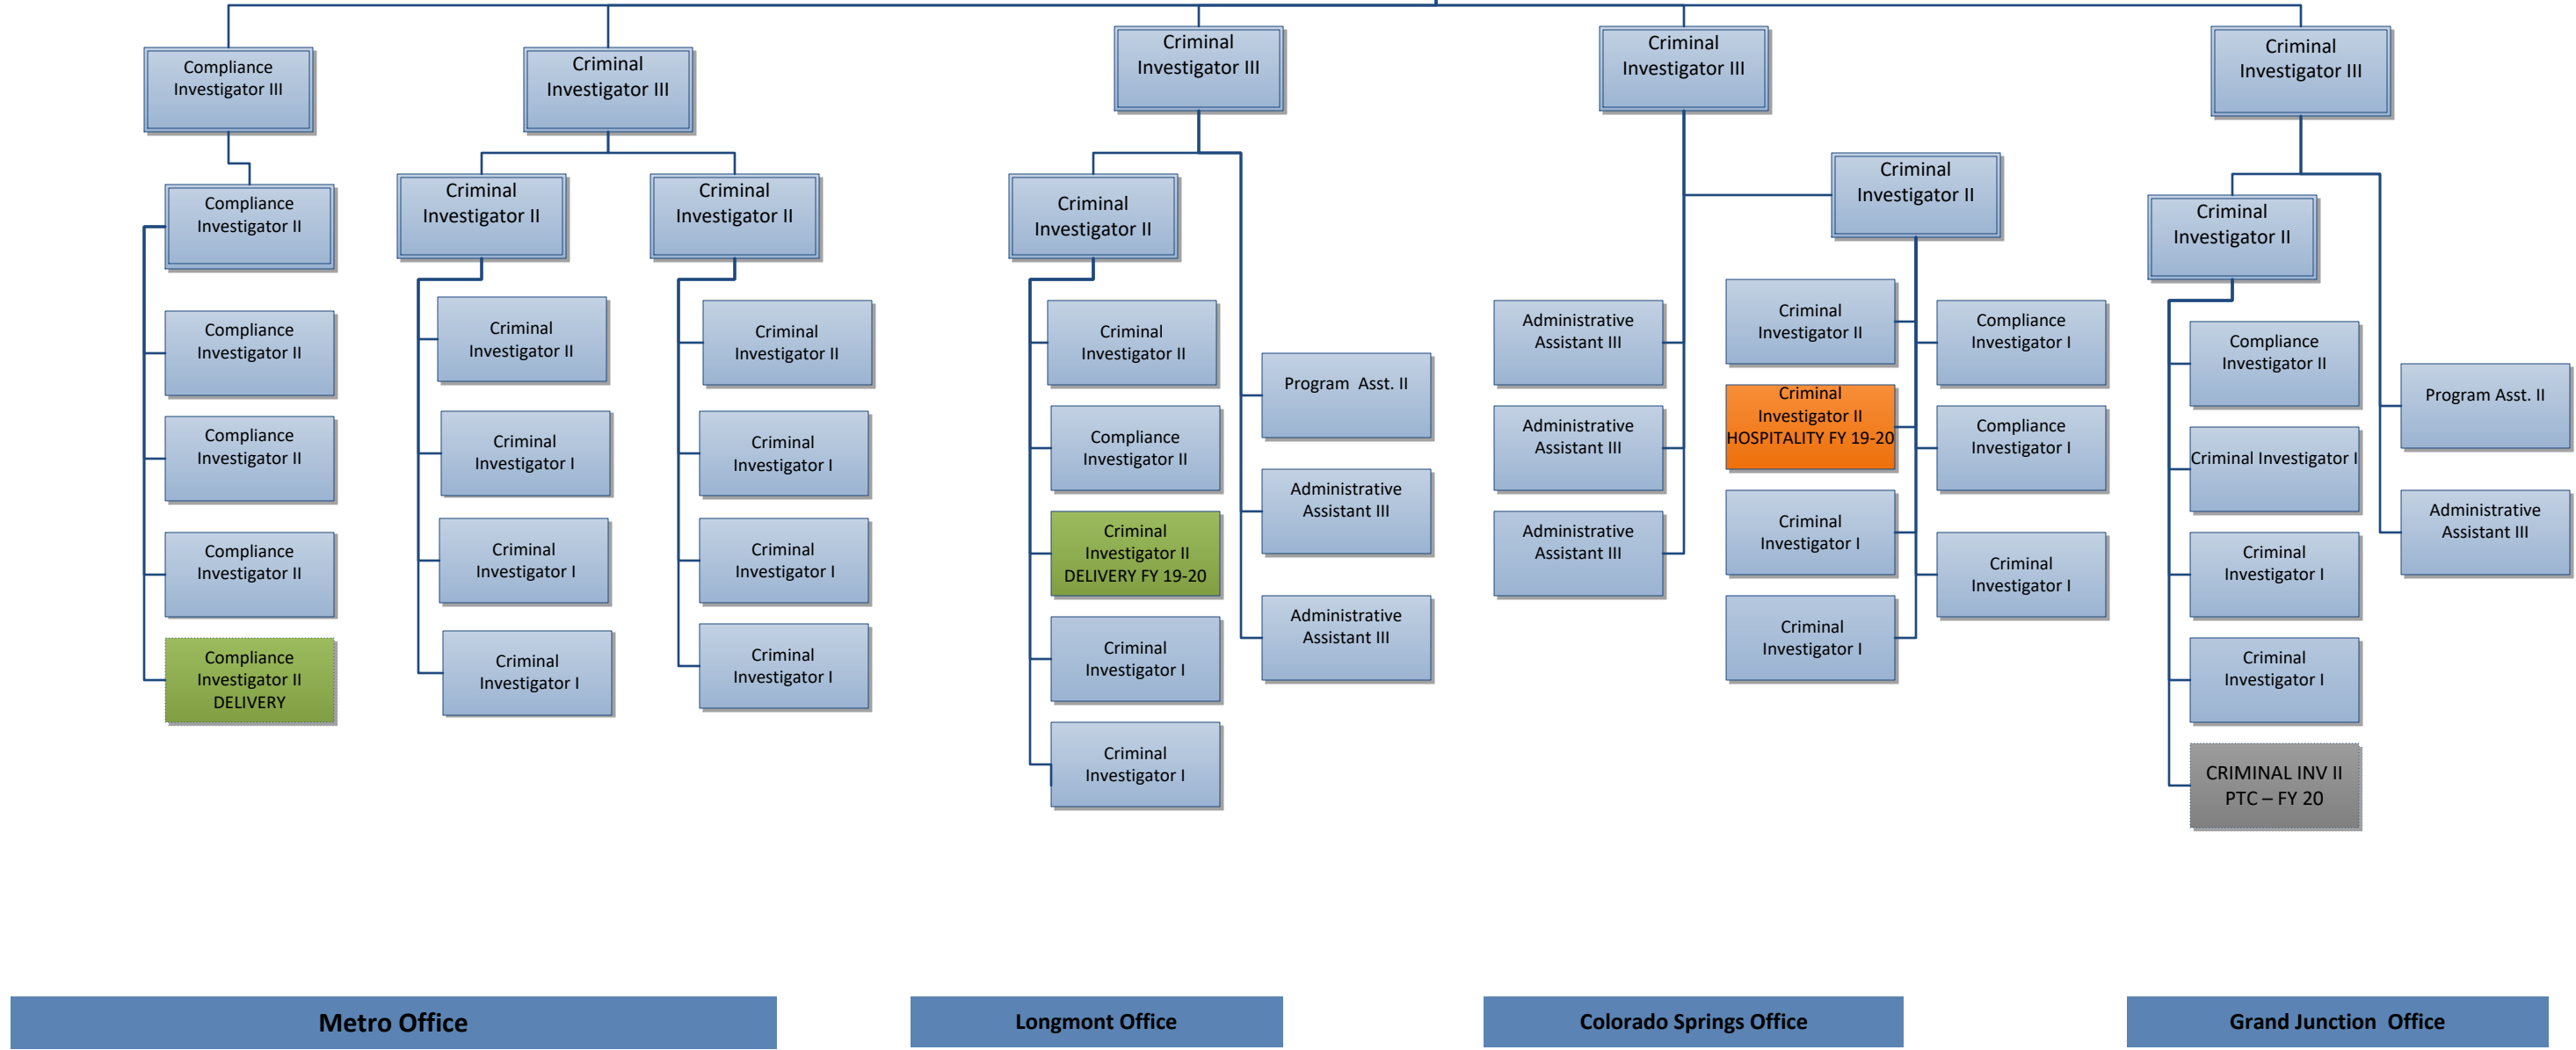 Compliance
Investigator III
Compliance
Investigator II
Compliance
Investigator II
Compliance
Investigator II
Compliance
Investigator II
Compliance
Investigator II
DELIVERY
Criminal
Investigator III
Criminal
Investigator II
Criminal
Investigator II
Criminal
Investigator I
Criminal
Investigator I
Criminal
Investigator I
Criminal
Investigator II
Criminal
Investigator II
Criminal
Investigator I
Criminal
Investigator I
Criminal
Investigator I
Criminal
Investigator III
Criminal
Investigator II
Criminal
Investigator II
Compliance
Investigator II
Criminal
Investigator II
DELIVERY FY 19-20
Criminal
Investigator I
Criminal
Investigator I
Program Asst. II
Administrative
Assistant III
Administrative
Assistant III
Criminal
Investigator III
Administrative
Assistant III
Administrative
Assistant III
Administrative
Assistant III
Criminal
Investigator II
Criminal
Investigator II
Criminal
Investigator II
HOSPITALITY FY 19-20
Criminal
Investigator I
Criminal
Investigator I
Compliance
Investigator I
Compliance
Investigator I
Criminal
Investigator I
Criminal
Investigator III
Criminal
Investigator II
Compliance
Investigator II
Criminal Investigator I
Criminal
Investigator I
Criminal
Investigator I
CRIMINAL INV II
PTC – FY 20
Program Asst. II
Administrative
Assistant III
Metro Office
Longmont Office
Colorado Springs Office
Grand Junction Office